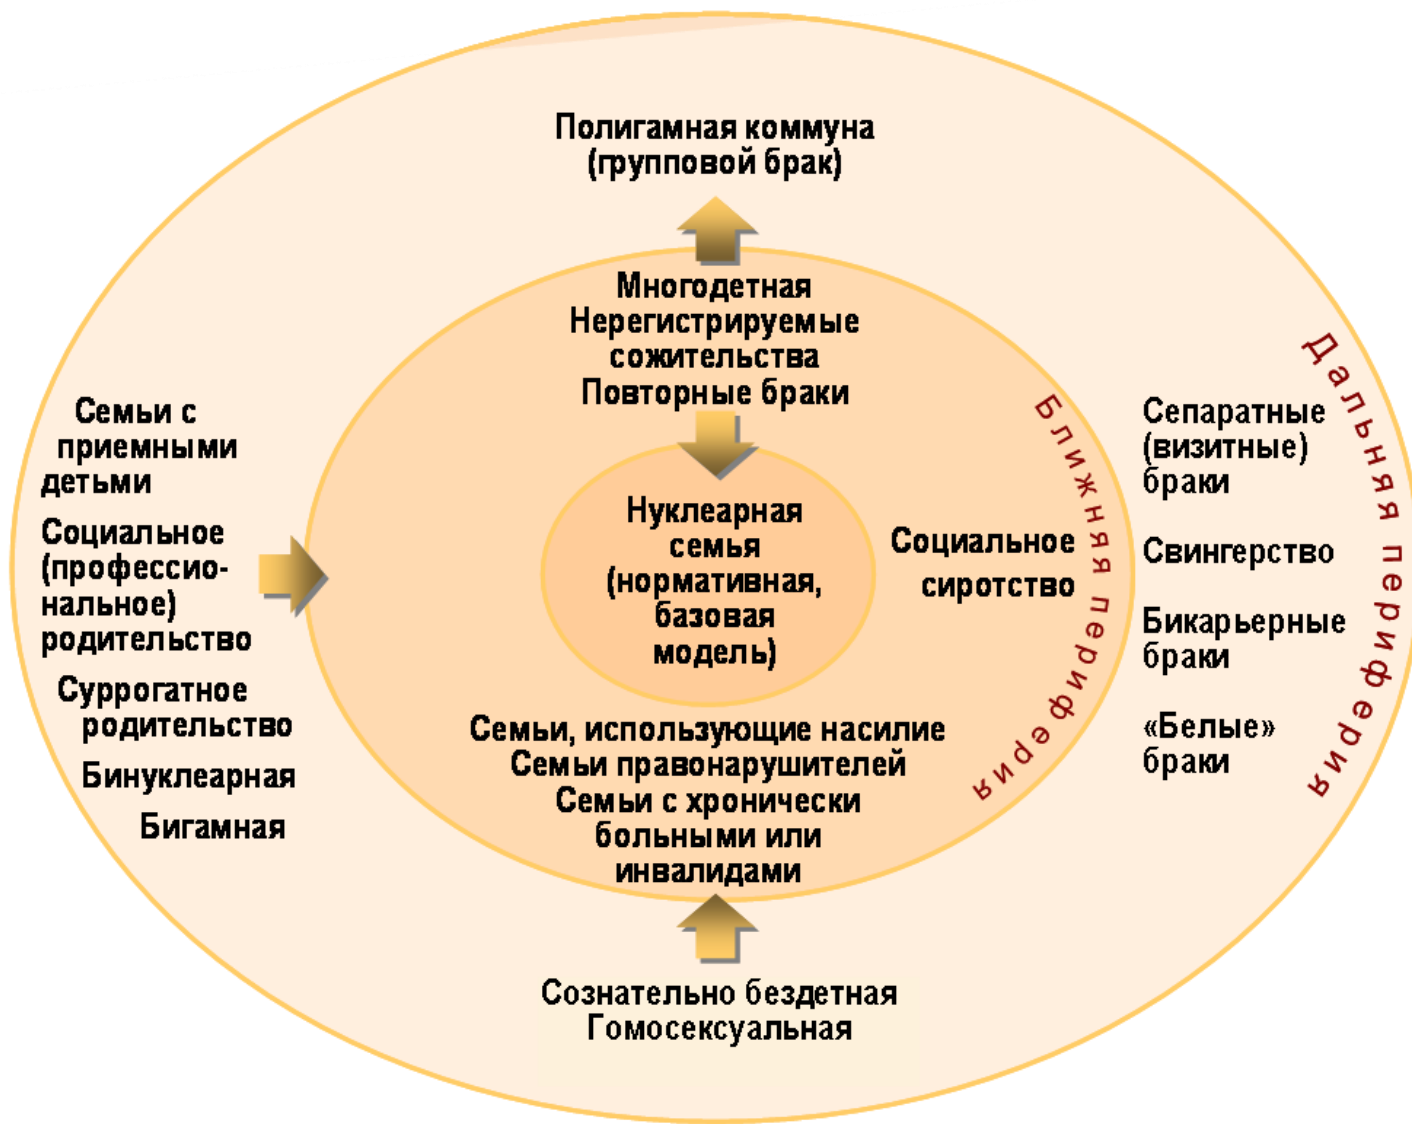 Полигамная коммуна
(групповой брак)
Многодетная
Нерегистрируемые
сожительства
Повторные браки
Семьи с
приемными
детьми
Социальное
(профессио-
нальное)
родительство
Суррогатное
родительство
Бинуклеарная
Бигамная
Нуклеарная
семья
(нормативная,
базовая
модель)
Социальное
сиротство
Ближняя периферия
Сепаратные
(визитные)
браки
Свингерство
Бикарьерные
браки
«Белые»
браки
Дальняя периферия
Семьи, использующие насилие
Семьи правонарушителей
Семьи с хронически
больными или
инвалидами
Сознательно бездетная
Гомосексуальная